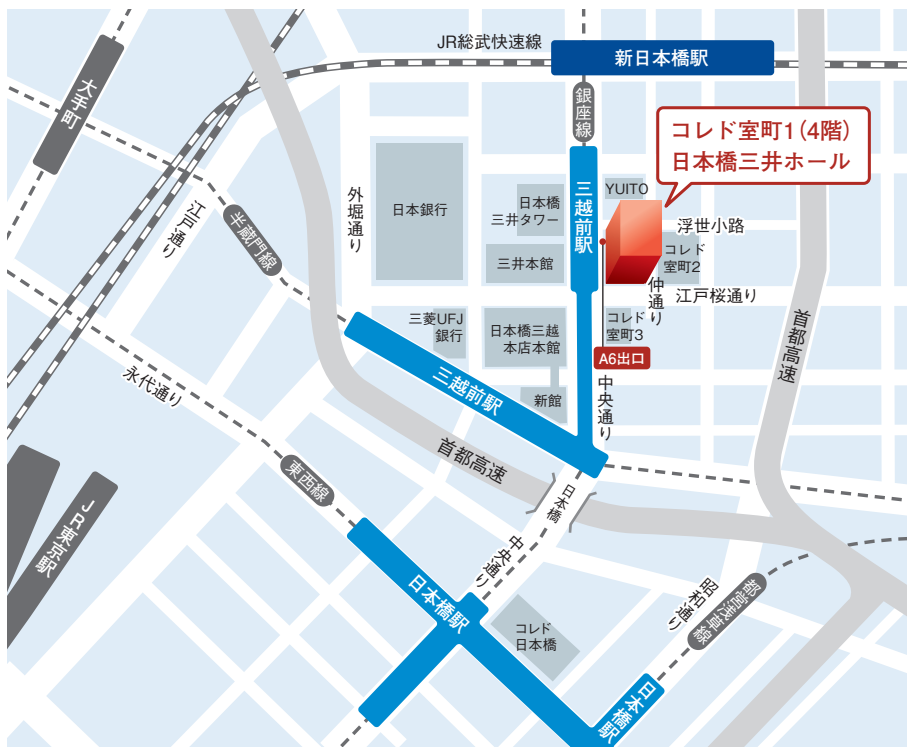 JR総武快速線
新日本橋駅
大手町
銀座線
コレド室町1(4階)
日本橋三井ホール
外堀通り
日本銀行
日本橋
三井タワー
三越前駅
YUITO
浮世小路
江戸通り
半蔵門線
三井本館
コレド
室町2
仲通り
江戸桜通り
三菱UFJ
銀行
日本橋三越
本店本館
コレド
室町3
首都高速
A6出口
永代通り
三越前駅
新館
中央通り
首都高速
東西線
日本橋
JR東京駅
中央通り
日本橋駅
コレド
日本橋
昭和通り
都営浅草線
日本橋駅